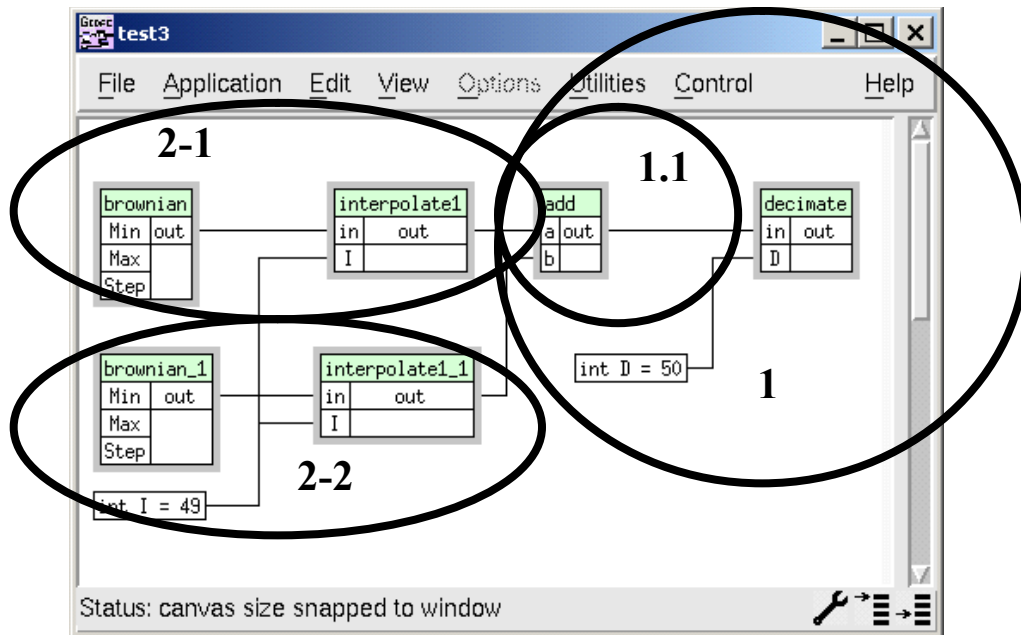 Gedae
test3
File Application Edit View Options Utilities Control Help
2-1
1.1
brownian
Min out
Max
Step
interpolate1
in out
I
add
a out
b
decimate
in out
D
brownian_1
Min out
Max
Step
interpolate1_1
in out
I
int D = 50
1
2-2
int I = 49
Status: canvas size snapped to window